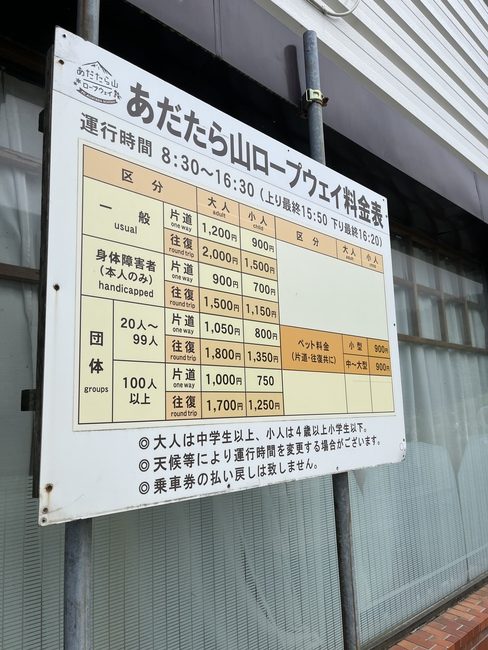 あだたら山
ロープウェイ
あだたら山ロープウェイ料金表
運行時間 8:30～16:30 (上り最終15:50 下り最終16:20)
区分 大人 adult 小人 child
一般 usual
片道 one way 1,200円 900円
往復 round trip 2,000円 1,500円
身体障害者 (本人のみ) handicapped
片道 one way 900円 700円
往復 round trip 1,500円 1,150円
団体 groups
20人～99人
片道 one way 1,050円 800円
往復 round trip 1,800円 1,350円
100人以上
片道 one way 1,000円 750
往復 round trip 1,700円 1,250円
区分 大人 小人
ペット料金 (片道・往復共に)
小型 900円
中～大型 900円
◎大人は中学生以上、小人は4歳以上小学生以下。
◎天候等により運行時間を変更する場合がございます。
◎乗車券の払い戻しは致しません。